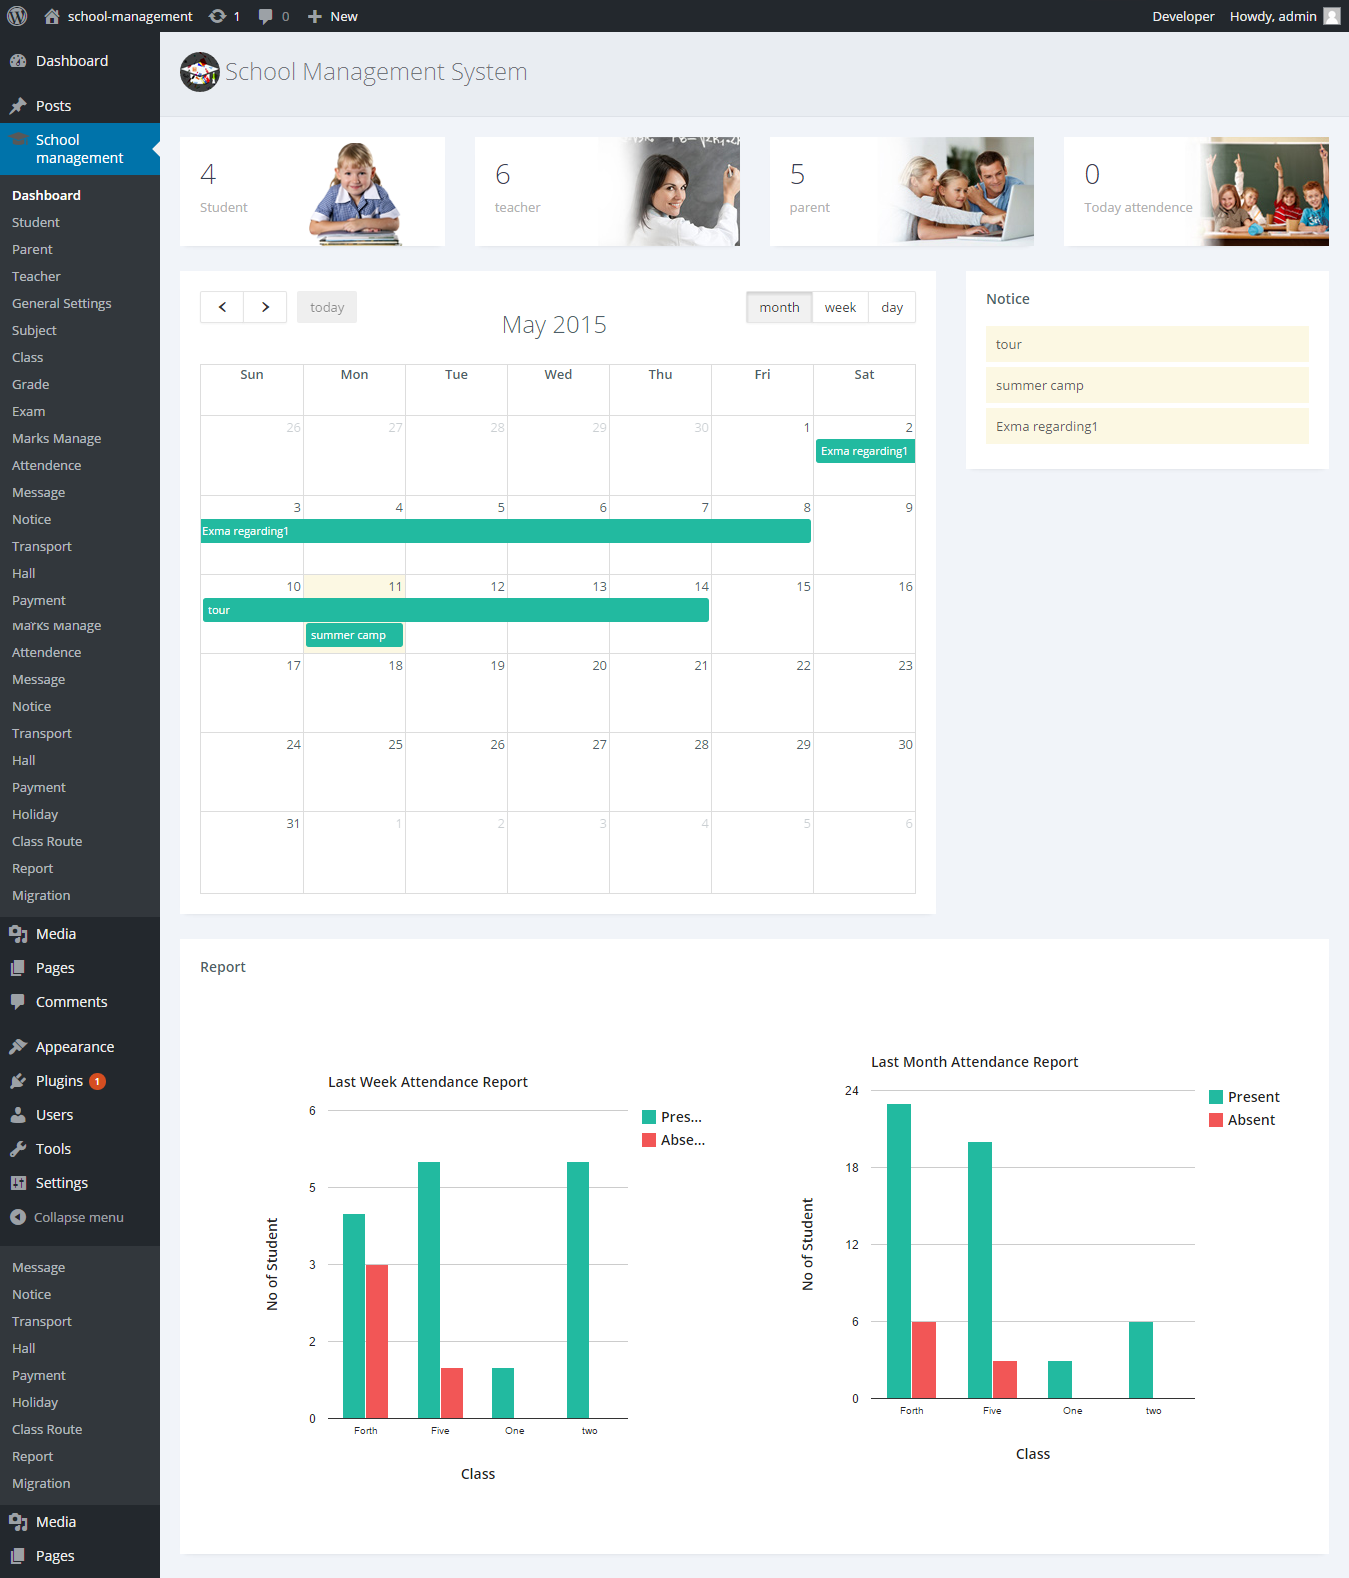 school-management 1 0 New Developer Howdy, admin
Dashboard
Posts
School
management
Dashboard
Student
Parent
Teacher
General Settings
Subject
Class
Grade
Exam
Marks Manage
Attendence
Message
Notice
Transport
Hall
Payment
Marks Manage
Attendence
Message
Notice
Transport
Hall
Payment
Holiday
Class Route
Report
Migration
Media
Pages
Comments
Appearance
Plugins 1
Users
Tools
Settings
Collapse menu
Message
Notice
Transport
Hall
Payment
Holiday
Class Route
Report
Migration
Media
Pages
School Management System
4
Student
6
teacher
5
parent
0
Today attendence
today
May 2015
month week day
Sun Mon Tue Wed Thu Fri Sat
26 27 28 29 30 1 2
Exma regarding1
3 4 5 6 7 8 9
Exma regarding1
10 11 12 13 14 15 16
tour
summer camp
17 18 19 20 21 22 23
24 25 26 27 28 29 30
31 1 2 3 4 5 6
Notice
tour
summer camp
Exma regarding1
Report
Last Week Attendance Report
6
5
3
2
0
No of Student
Forth Five One two
Class
Pres...
Abse...
Last Month Attendance Report
24
18
12
6
0
No of Student
Forth Five One two
Class
Present
Absent